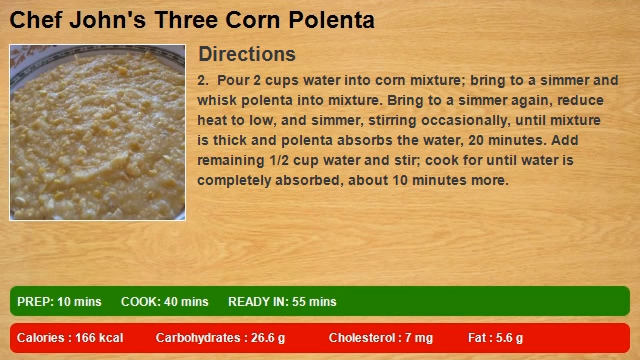 Chef John's Three Corn Polenta
Directions
2.  Pour 2 cups water into corn mixture; bring to a simmer and
whisk polenta into mixture. Bring to a simmer again, reduce
heat to low, and simmer, stirring occasionally, until mixture
is thick and polenta absorbs the water, 20 minutes. Add
remaining 1/2 cup water and stir; cook for until water is
completely absorbed, about 10 minutes more.
PREP: 10 mins COOK: 40 mins READY IN: 55 mins
Calories : 166 kcal Carbohydrates : 26.6 g Cholesterol : 7 mg Fat : 5.6 g